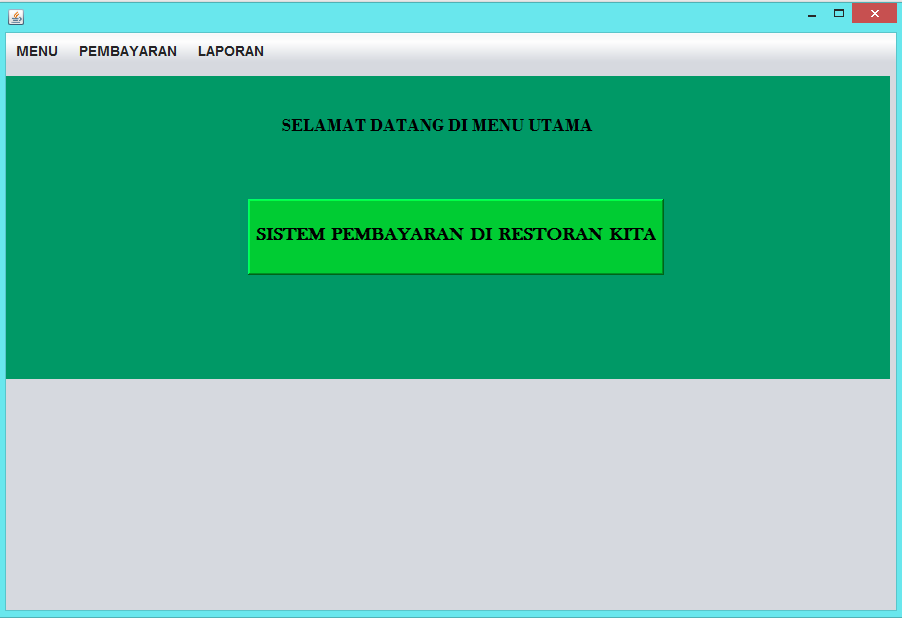 MENU PEMBAYARAN LAPORAN
SELAMAT DATANG DI MENU UTAMA
SISTEM PEMBAYARAN DI RESTORAN KITA